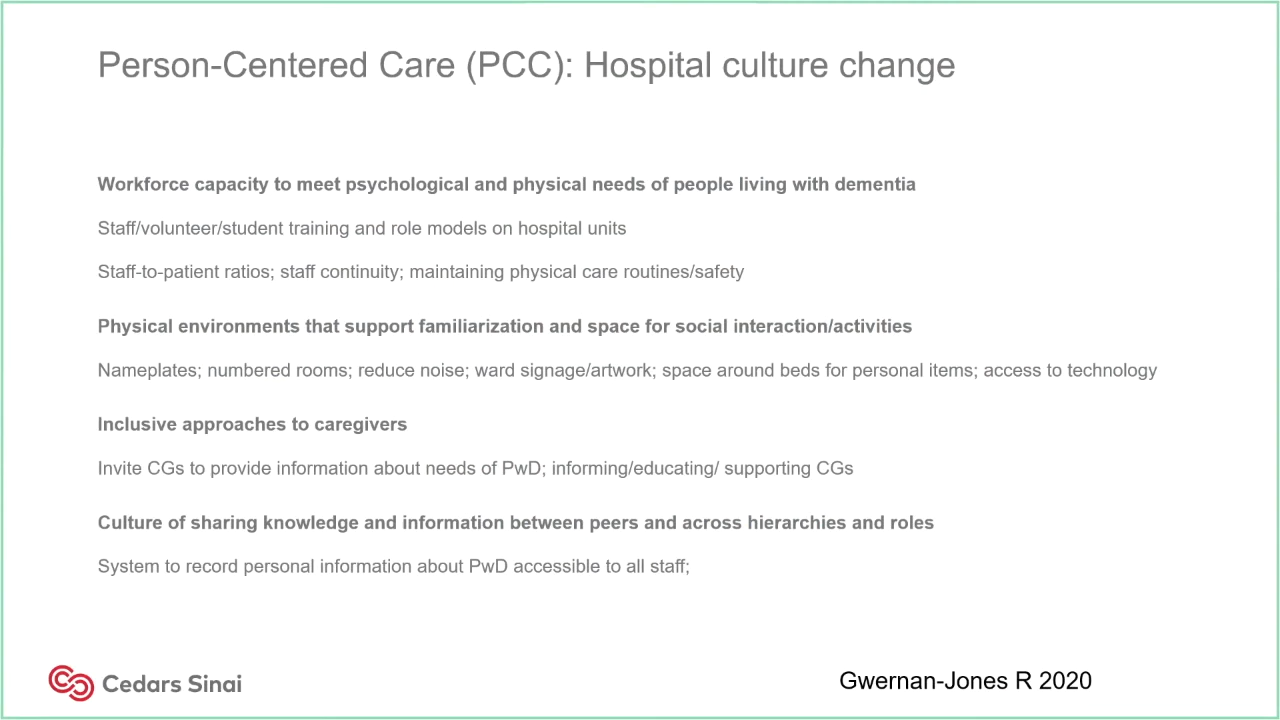 Person-Centered Care (PCC): Hospital culture change
Workforce capacity to meet psychological and physical needs of people living with dementia
Staff/volunteer/student training and role models on hospital units
Staff-to-patient ratios; staff continuity; maintaining physical care routines/safety
Physical environments that support familiarization and space for social interaction/activities
Nameplates; numbered rooms; reduce noise; ward signage/artwork; space around beds for personal items; access to technology
Inclusive approaches to caregivers
Invite CGs to provide information about needs of PwD; informing/educating/ supporting CGs
Culture of sharing knowledge and information between peers and across hierarchies and roles
System to record personal information about PwD accessible to all staff;
Cedars Sinai
Gwernan-Jones R 2020